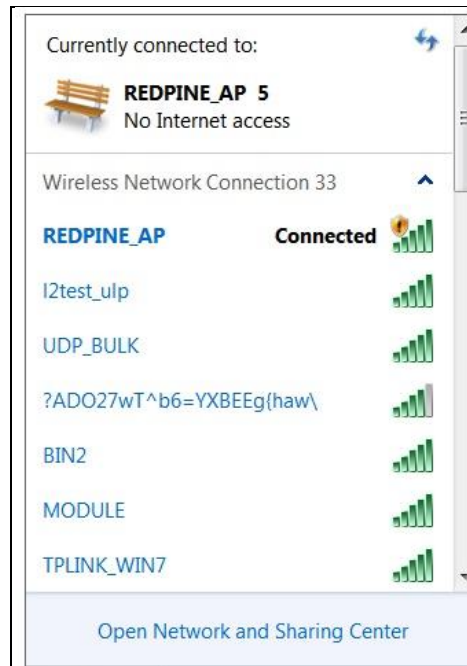 Currently connected to:
REDPINE_AP 5
No Internet access
Wireless Network Connection 33
REDPINE_AP Connected
l2test_ulp
UDP_BULK
?ADO27wT^b6=YXBEEg{haw\
BIN2
MODULE
TPLINK_WIN7
Open Network and Sharing Center